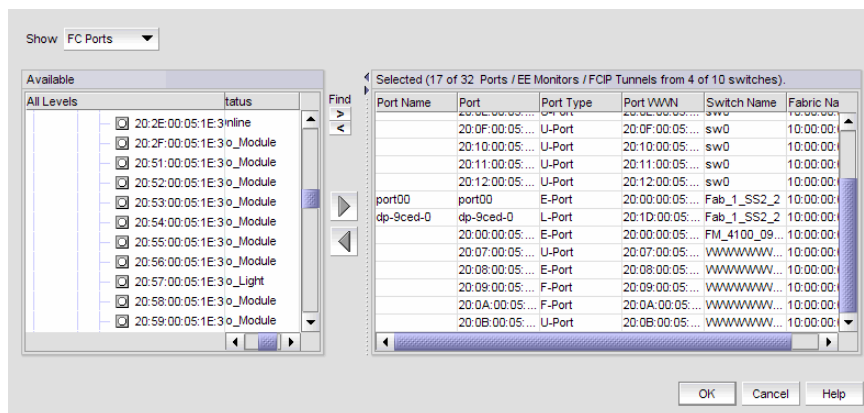 Show FC Ports
Available
All Levels tatus
20:2E:00:05:1E:3 nline
20:2F:00:05:1E:3 o_Module
20:51:00:05:1E:3 o_Module
20:52:00:05:1E:3 o_Module
20:53:00:05:1E:3 o_Module
20:54:00:05:1E:3 o_Module
20:55:00:05:1E:3 o_Module
20:56:00:05:1E:3 o_Module
20:57:00:05:1E:3 o_Light
20:58:00:05:1E:3 o_Module
20:59:00:05:1E:3 o_Module
Find
>
<
Selected (17 of 32 Ports / EE Monitors / FCIP Tunnels from 4 of 10 switches).
Port Name Port Port Type Port WWN Switch Name Fabric Na
20:0F:00:05:... U-Port 20:0F:00:05:... sw0 10:00:00:
20:10:00:05:... U-Port 20:10:00:05:... sw0 10:00:00:
20:11:00:05:... U-Port 20:11:00:05:... sw0 10:00:00:
20:12:00:05:... U-Port 20:12:00:05:... sw0 10:00:00:
port00 port00 E-Port 20:00:00:05:... Fab_1_SS2_2 10:00:00:
dp-9ced-0 dp-9ced-0 L-Port 20:1D:00:05:... Fab_1_SS2_2 10:00:00:
20:00:00:05:... E-Port 20:00:00:05:... FM_4100_09... 10:00:00:
20:07:00:05:... U-Port 20:07:00:05:... 10:00:00:
20:08:00:05:... E-Port 20:08:00:05:... 10:00:00:
20:09:00:05:... F-Port 20:09:00:05:... 10:00:00:
20:0A:00:05:... F-Port 20:0A:00:05:... 10:00:00:
20:0B:00:05:... U-Port 20:0B:00:05:... 10:00:00:
OK Cancel Help